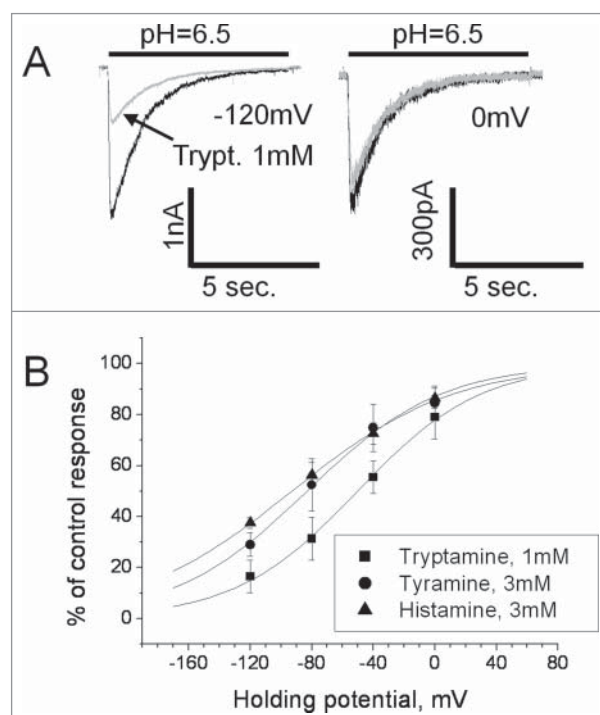 A
pH=6.5
pH=6.5
-120mV
0mV
Trypt. 1mM
1nA
300pA
5 sec.
5 sec.
B
% of control response
100
80
60
40
20
0
Tryptamine, 1mM
Tyramine, 3mM
Histamine, 3mM
-160 -120 -80 -40 0 40 80
Holding potential, mV